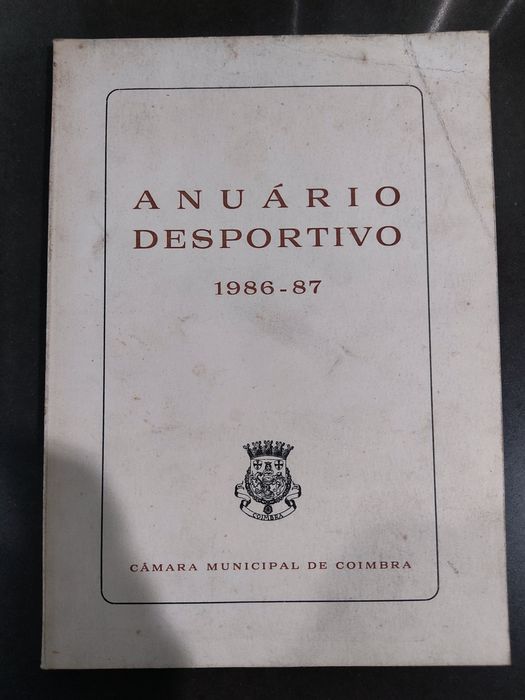 ANUÁRIO
DESPORTIVO
1986-87
COIMBRA
CÂMARA MUNICIPAL DE COIMBRA